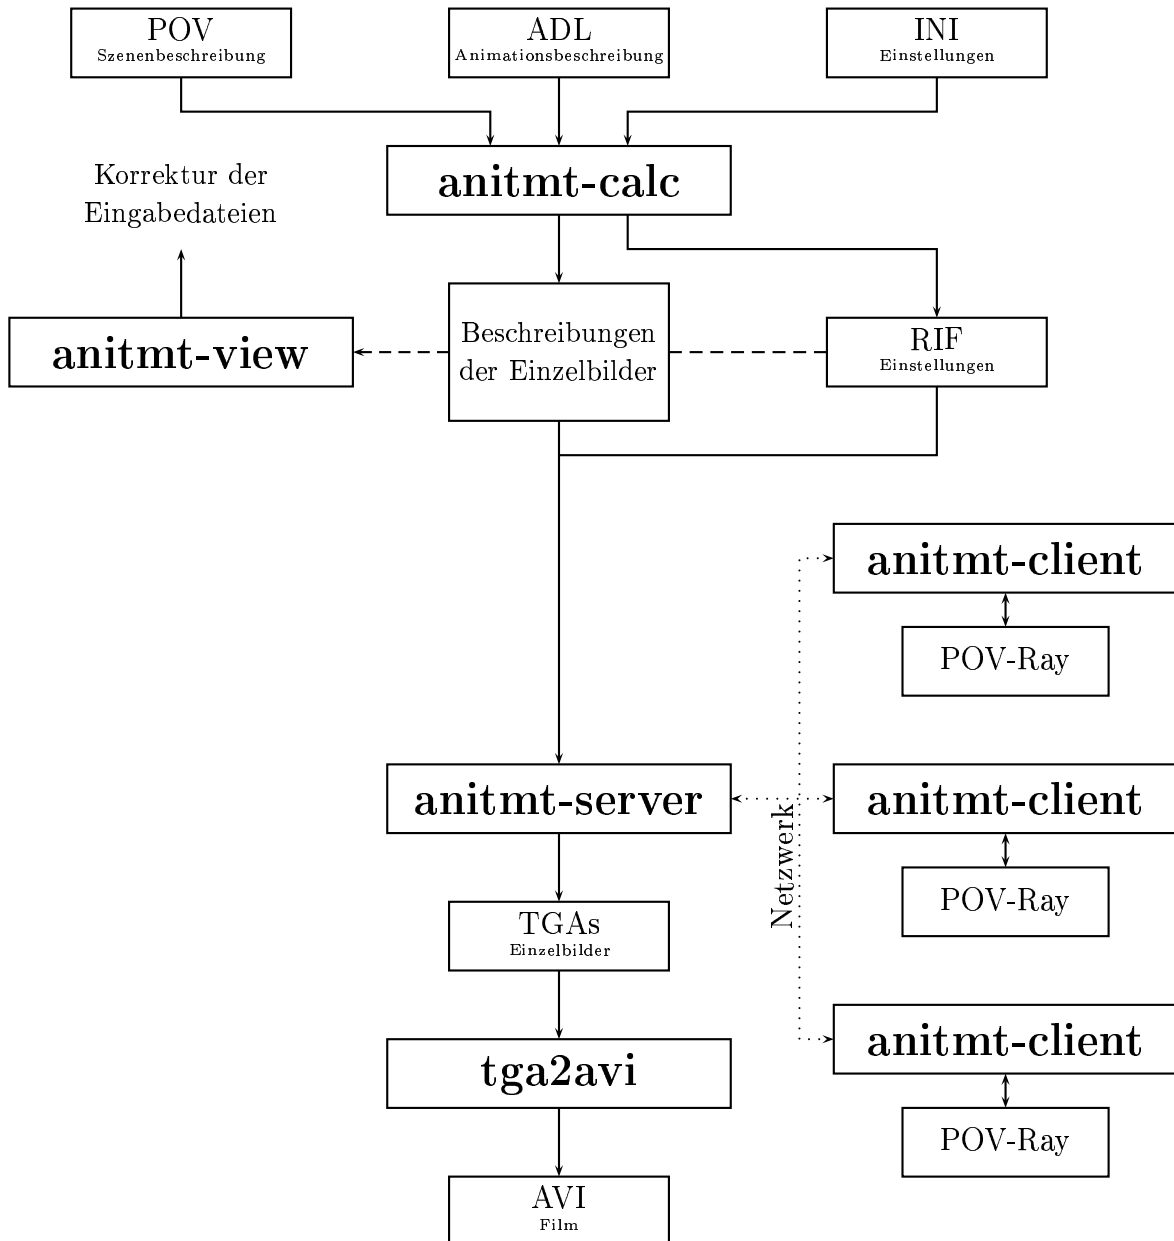 POV
Szenenbeschreibung
ADL
Animationsbeschreibung
INI
Einstellungen
anitmt-calc
Korrektur der
Eingabedateien
anitmt-view
Beschreibungen
der Einzelbilder
RIF
Einstellungen
anitmt-client
POV-Ray
anitmt-server
Netzwerk
anitmt-client
POV-Ray
TGAs
Einzelbilder
anitmt-client
POV-Ray
tga2avi
AVI
Film